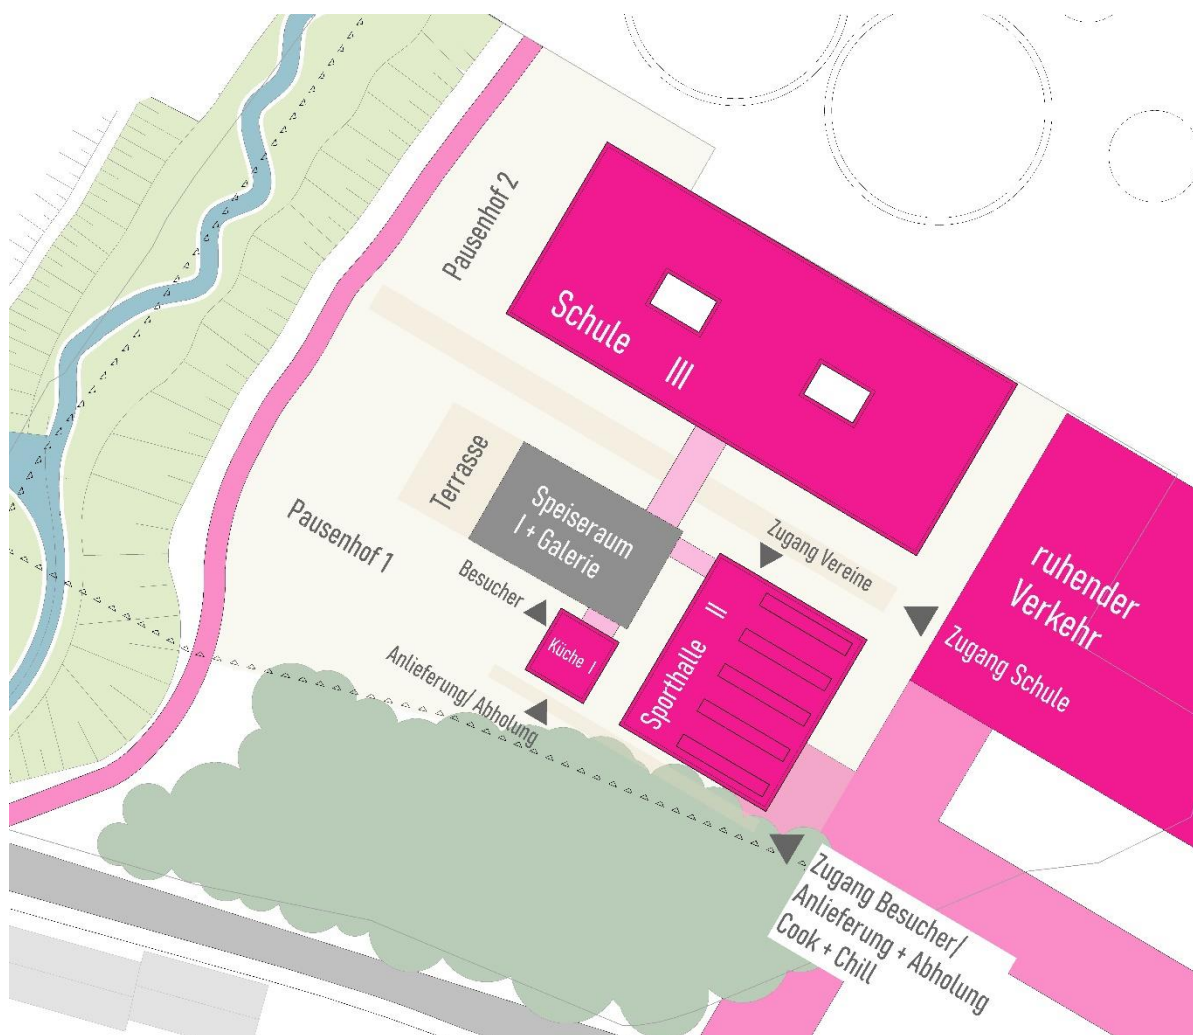 Pausenhof 2
Schule
III
Terrasse
Speiseraum
I + Galerie
Pausenhof 1
Besucher
Küche I
Zugang Vereine
Sporthalle II
Anlieferung/ Abholung
ruhender
Verkehr
Zugang Schule
Zugang Besucher/
Anlieferung + Abholung
Cook + Chill